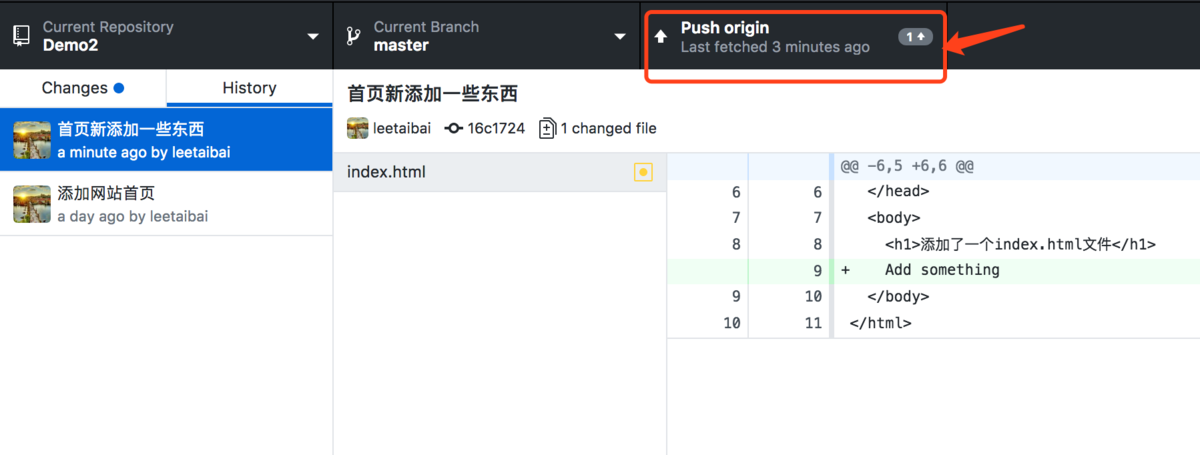 Current Repository
Demo2
Current Branch
master
Push origin
Last fetched 3 minutes ago
1
Changes
History
首页新添加一些东西
a minute ago by leetaibai
添加网站首页
a day ago by leetaibai
首页新添加一些东西
leetaibai 16c1724 1 changed file
index.html
@@ -6,5 +6,6 @@
6 6 </head>
7 7 <body>
8 8 <h1>添加了一个index.html文件</h1>
9 + Add something
9 10 </body>
10 11 </html>